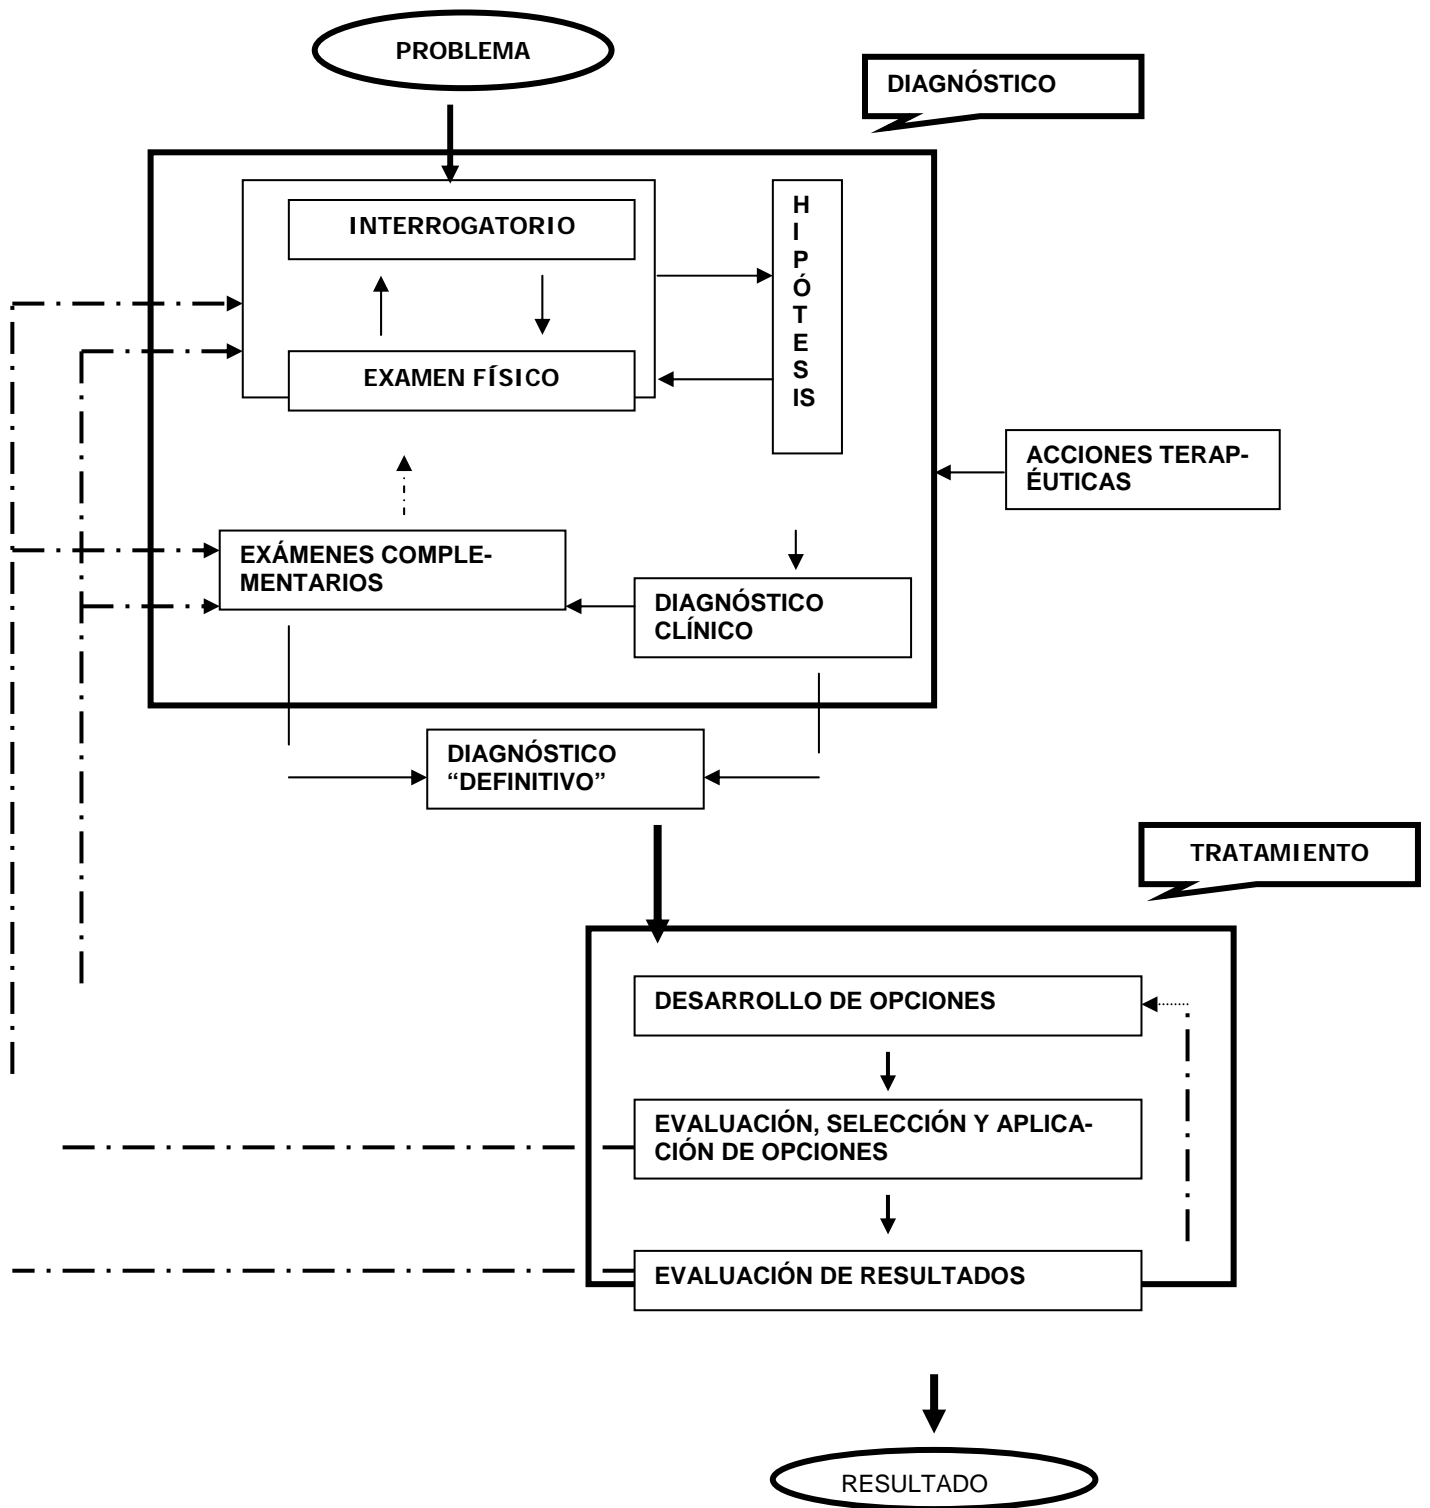 PROBLEMA
DIAGNÓSTICO
INTERROGATORIO
H
I
P
Ó
T
E
S
IS
EXAMEN FÍSICO
ACCIONES TERAP-
ÉUTICAS
EXÁMENES COMPLE-
MENTARIOS
DIAGNÓSTICO
CLÍNICO
DIAGNÓSTICO
“DEFINITIVO”
TRATAMIENTO
DESARROLLO DE OPCIONES
EVALUACIÓN, SELECCIÓN Y APLICA-
CIÓN DE OPCIONES
EVALUACIÓN DE RESULTADOS
RESULTADO